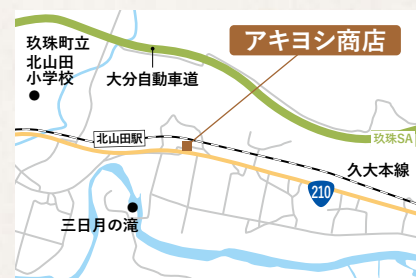 玖珠町立
北山田
小学校
大分自動車道
アキヨシ商店
北山田駅
玖珠SA
久大本線
210
三日月の滝